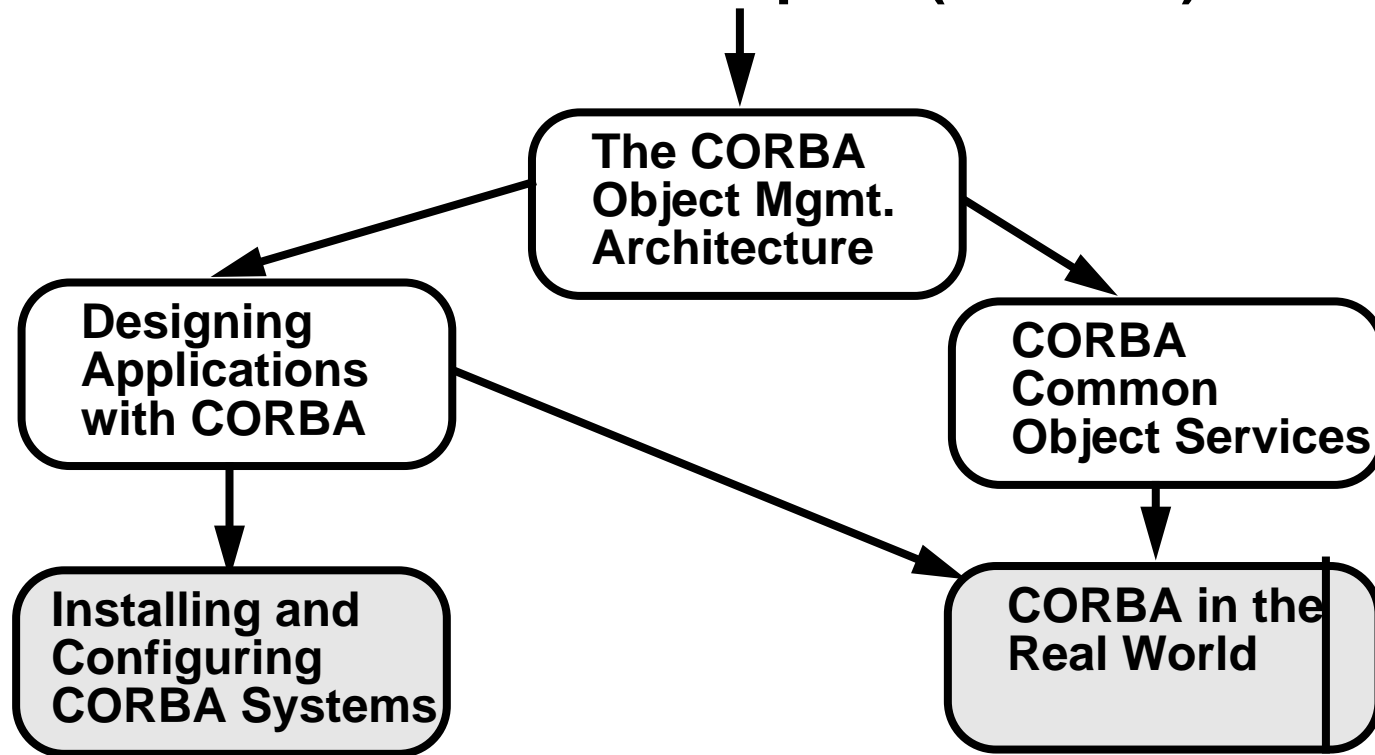 The CORBA
Object Mgmt.
Architecture
Designing
Applications
with CORBA
CORBA
Common
Object Services
Installing and
Configuring
CORBA Systems
CORBA in the
Real World